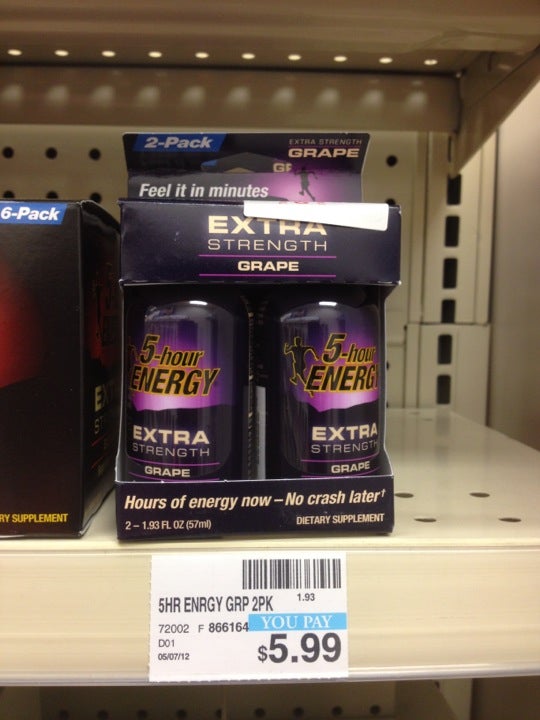 2-Pack
EXTRA STRENGTH
GRAPE
Feel it in minutes
6-Pack
EXTRA
STRENGTH
GRAPE
5-hour
ENERGY
EXTRA
STRENGTH
GRAPE
5-hour
ENERGY
EXTRA
STRENGTH
GRAPE
Hours of energy now – No crash later†
2 – 1.93 FL OZ (57ml)
DIETARY SUPPLEMENT
RY SUPPLEMENT
5HR ENRGY GRP 2PK
1.93
72002 F 866164
YOU PAY
D01
05/07/12
$5.99